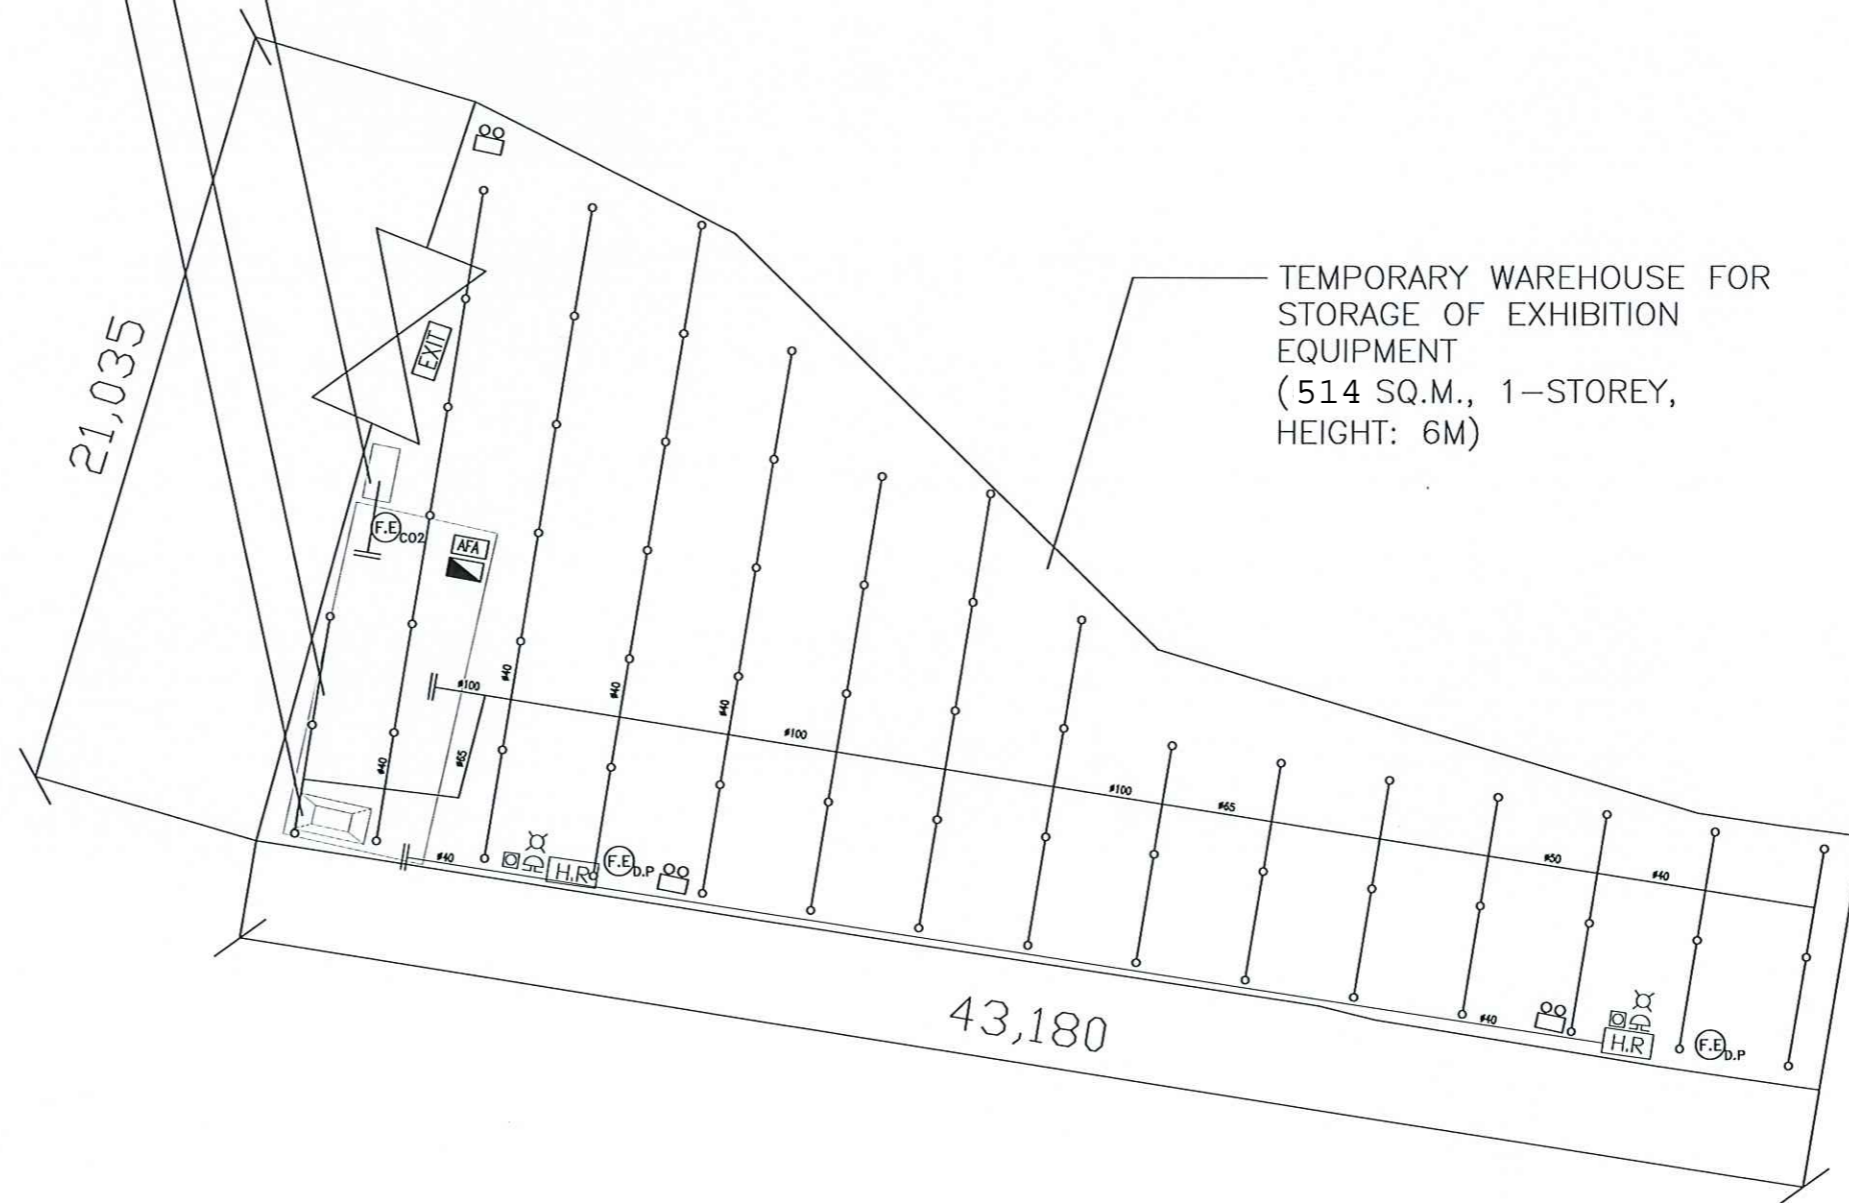 TEMPORARY WAREHOUSE FOR
STORAGE OF EXHIBITION
EQUIPMENT
(514 SQ.M., 1-STOREY,
HEIGHT: 6M)
21,035
EXIT
F.E CO2
AFA
ø40
ø40
ø40
ø100
ø65
ø40
ø100
ø100
ø65
ø50
ø40
ø40
H.R
F.E D.P
43,180
ø40
H.R
F.E D.P